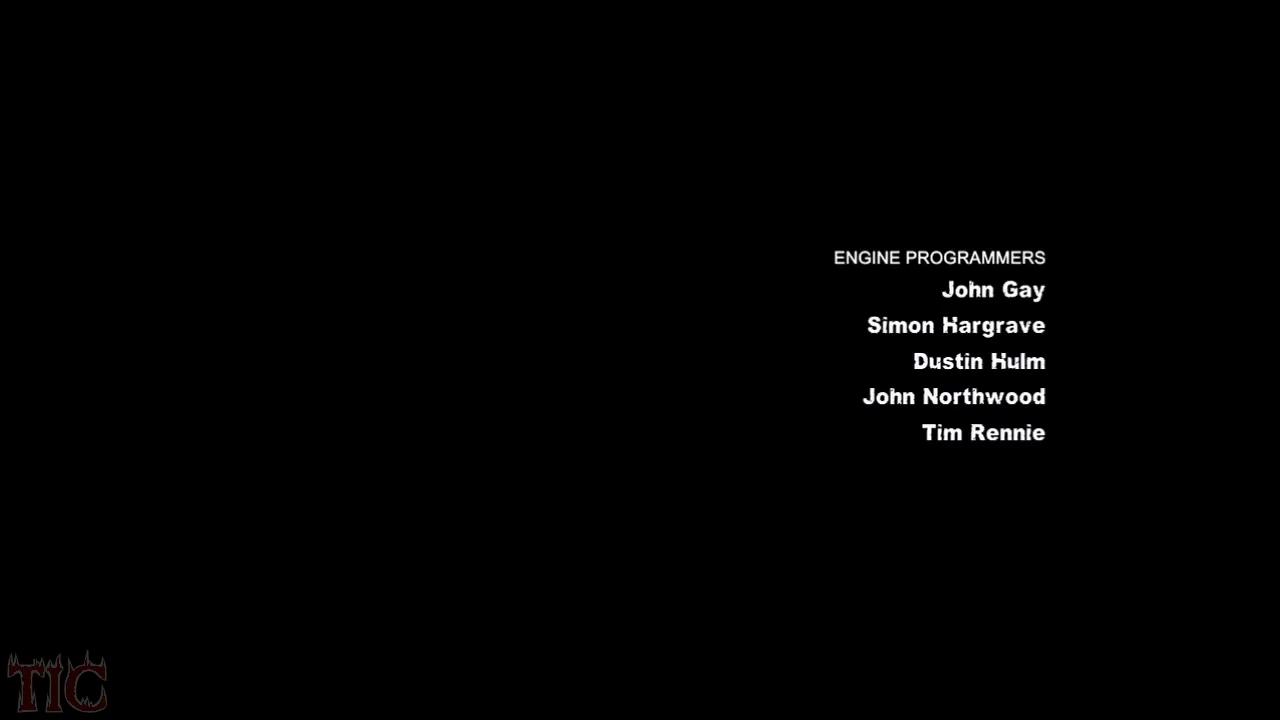 ENGINE PROGRAMMERS
John Gay
Simon Hargrave
Dustin Hulm
John Northwood
Tim Rennie
TIC